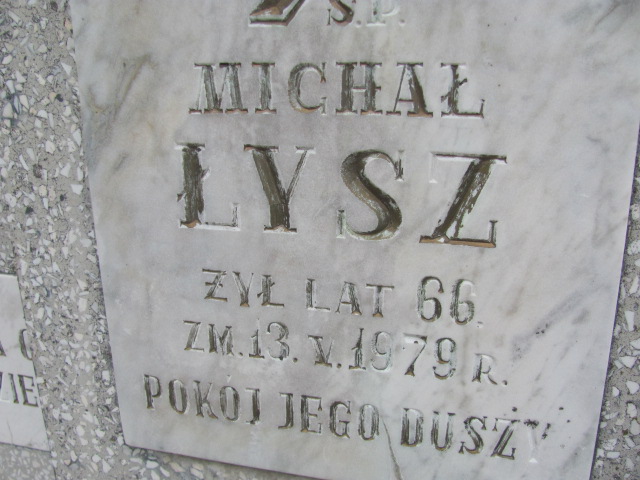 Ś.P.
MICHAŁ
ŁYSZ
ŻYŁ LAT 66.
ZM. 13. V. 1979 R.
POKÓJ JEGO DUSZY